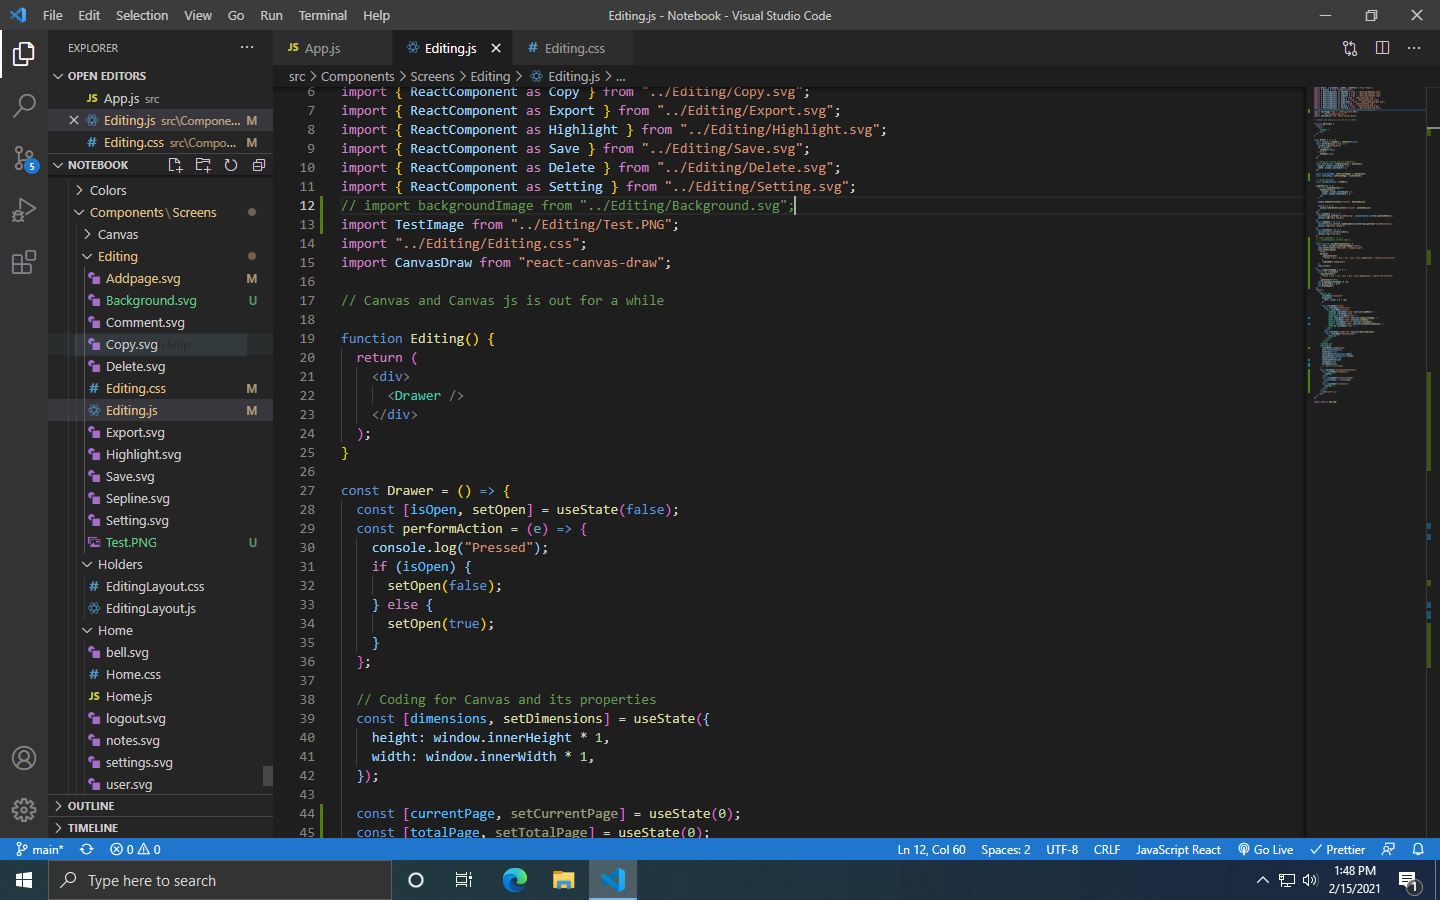 File Edit Selection View Go Run Terminal Help
Editing.js - Notebook - Visual Studio Code
EXPLORER
OPEN EDITORS
App.js src
Editing.js src\Compone... M
Editing.css src\Compo... M
NOTEBOOK
Colors
Components\Screens
Canvas
Editing
Addpage.svg M
Background.svg U
Comment.svg
Copy.svg
Delete.svg
Editing.css M
Editing.js M
Export.svg
Highlight.svg
Save.svg
Sepline.svg
Setting.svg
Test.PNG U
Holders
EditingLayout.css
EditingLayout.js
Home
bell.svg
Home.css
Home.js
logout.svg
notes.svg
settings.svg
user.svg
OUTLINE
TIMELINE
App.js Editing.js Editing.css
src > Components > Screens > Editing > Editing.js > ...
6 import { ReactComponent as Copy } from "../Editing/Copy.svg";
7 import { ReactComponent as Export } from "../Editing/Export.svg";
8 import { ReactComponent as Highlight } from "../Editing/Highlight.svg";
9 import { ReactComponent as Save } from "../Editing/Save.svg";
10 import { ReactComponent as Delete } from "../Editing/Delete.svg";
11 import { ReactComponent as Setting } from "../Editing/Setting.svg";
12 // import backgroundImage from "../Editing/Background.svg";
13 import TestImage from "../Editing/Test.PNG";
14 import "../Editing/Editing.css";
15 import CanvasDraw from "react-canvas-draw";
16
17 // Canvas and Canvas js is out for a while
18
19 function Editing() {
20 return (
21 <div>
22 <Drawer />
23 </div>
24 );
25 }
26
27 const Drawer = () => {
28 const [isOpen, setOpen] = useState(false);
29 const performAction = (e) => {
30 console.log("Pressed");
31 if (isOpen) {
32 setOpen(false);
33 } else {
34 setOpen(true);
35 }
36 };
37
38 // Coding for Canvas and its properties
39 const [dimensions, setDimensions] = useState({
40 height: window.innerHeight * 1,
41 width: window.innerWidth * 1,
42 });
43
44 const [currentPage, setCurrentPage] = useState(0);
45 const [totalPage, setTotalPage] = useState(0);
main* 0 0 Ln 12, Col 60 Spaces: 2 UTF-8 CRLF JavaScript React Go Live Prettier
Type here to search
1:48 PM
2/15/2021
5
1